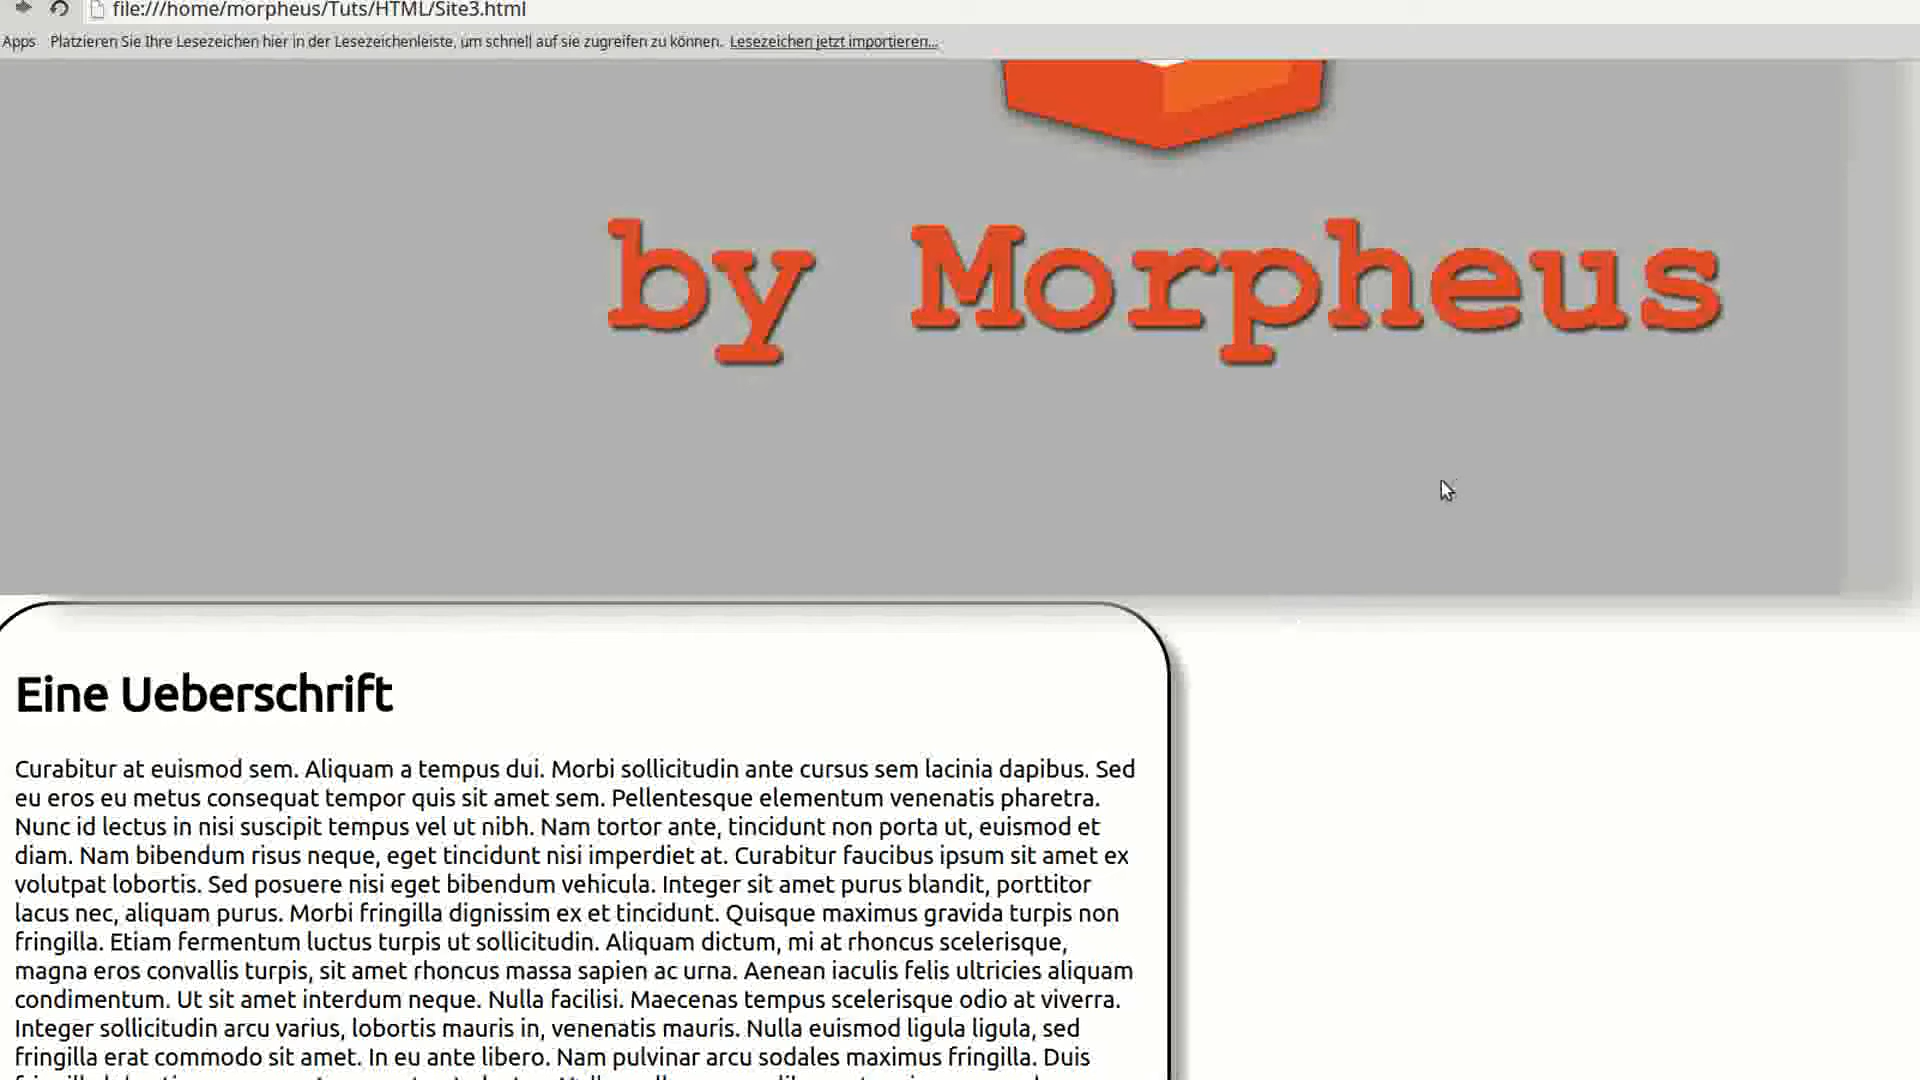 file:///home/morpheus/Tuts/HTML/Site3.html
Apps Platzieren Sie Ihre Lesezeichen hier in der Lesezeichenleiste, um schnell auf sie zugreifen zu können. Lesezeichen jetzt importieren...
by Morpheus
Eine Ueberschrift
Curabitur at euismod sem. Aliquam a tempus dui. Morbi sollicitudin ante cursus sem lacinia dapibus. Sed
eu eros eu metus consequat tempor quis sit amet sem. Pellentesque elementum venenatis pharetra.
Nunc id lectus in nisi suscipit tempus vel ut nibh. Nam tortor ante, tincidunt non porta ut, euismod et
diam. Nam bibendum risus neque, eget tincidunt nisi imperdiet at. Curabitur faucibus ipsum sit amet ex
volutpat lobortis. Sed posuere nisi eget bibendum vehicula. Integer sit amet purus blandit, porttitor
lacus nec, aliquam purus. Morbi fringilla dignissim ex et tincidunt. Quisque maximus gravida turpis non
fringilla. Etiam fermentum luctus turpis ut sollicitudin. Aliquam dictum, mi at rhoncus scelerisque,
magna eros convallis turpis, sit amet rhoncus massa sapien ac urna. Aenean iaculis felis ultricies aliquam
condimentum. Ut sit amet interdum neque. Nulla facilisi. Maecenas tempus scelerisque odio at viverra.
Integer sollicitudin arcu varius, lobortis mauris in, venenatis mauris. Nulla euismod ligula ligula, sed
fringilla erat commodo sit amet. In eu ante libero. Nam pulvinar arcu sodales maximus fringilla. Duis